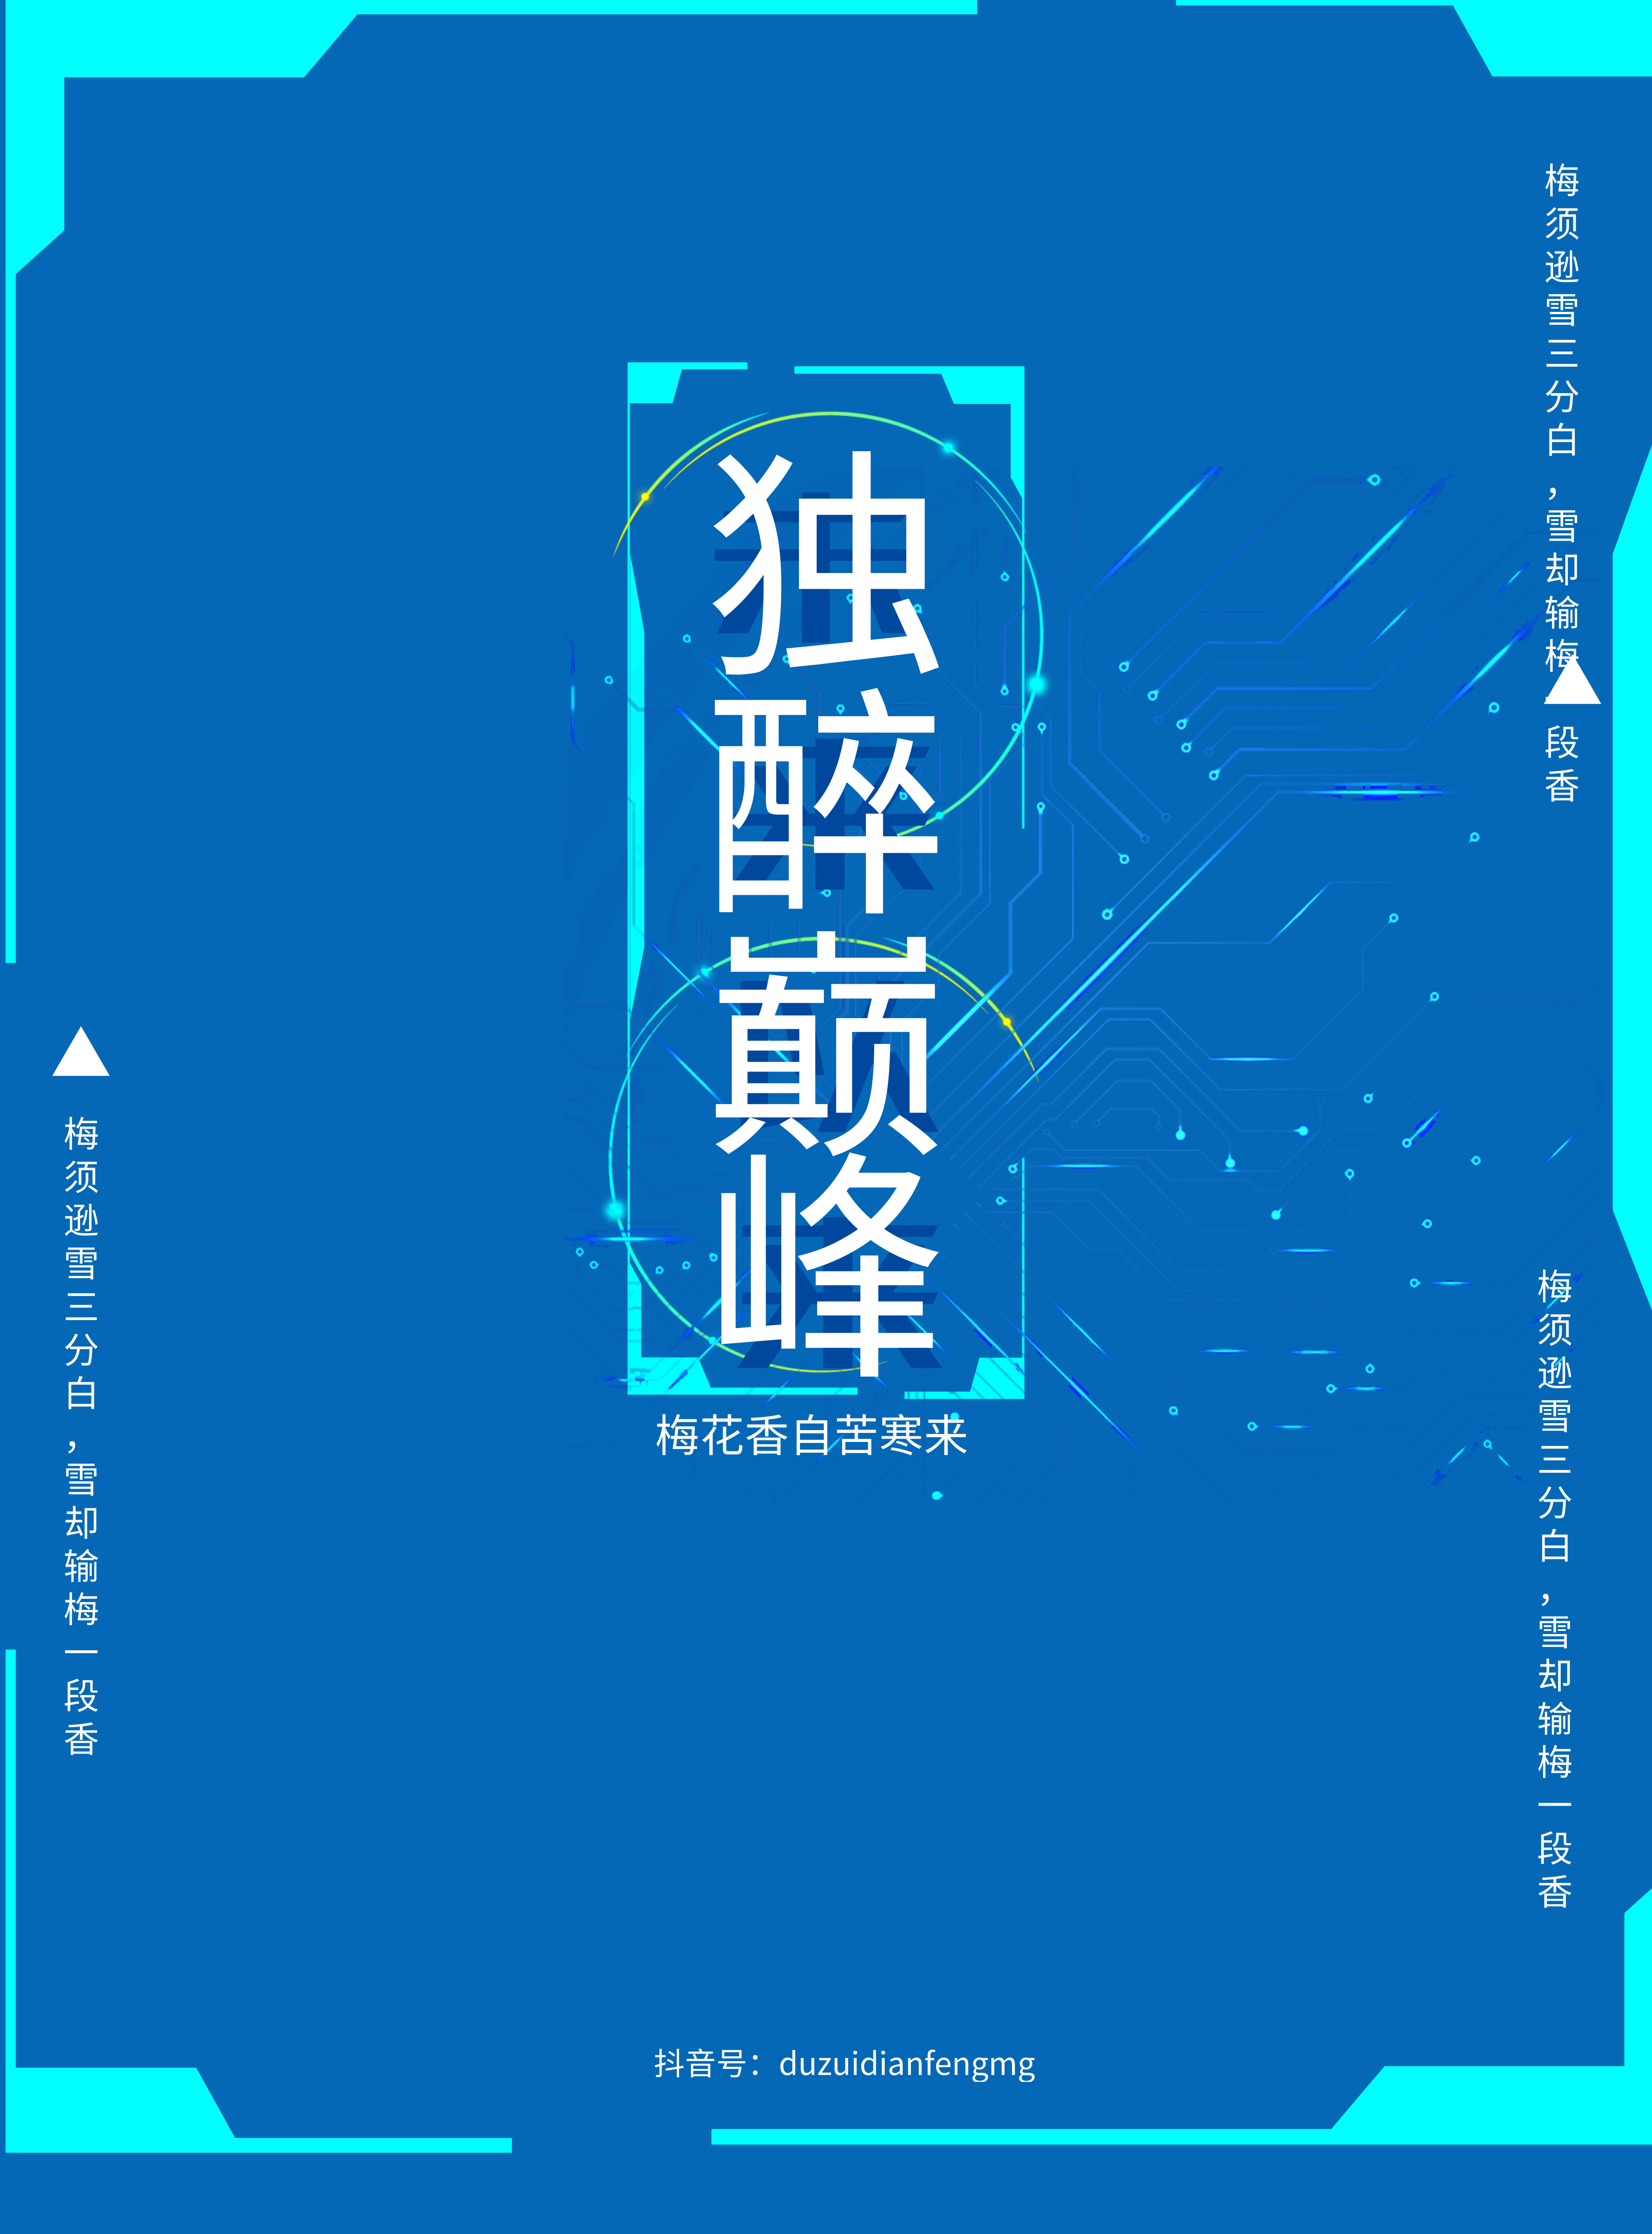 独醉巅峰
梅花香自苦寒来
梅须逊雪三分白，雪却输梅
段香
梅须逊雪三分白，雪却输梅一段香
梅须逊雪三分白，雪却输梅一段香
抖音号：duzuidianfengmg